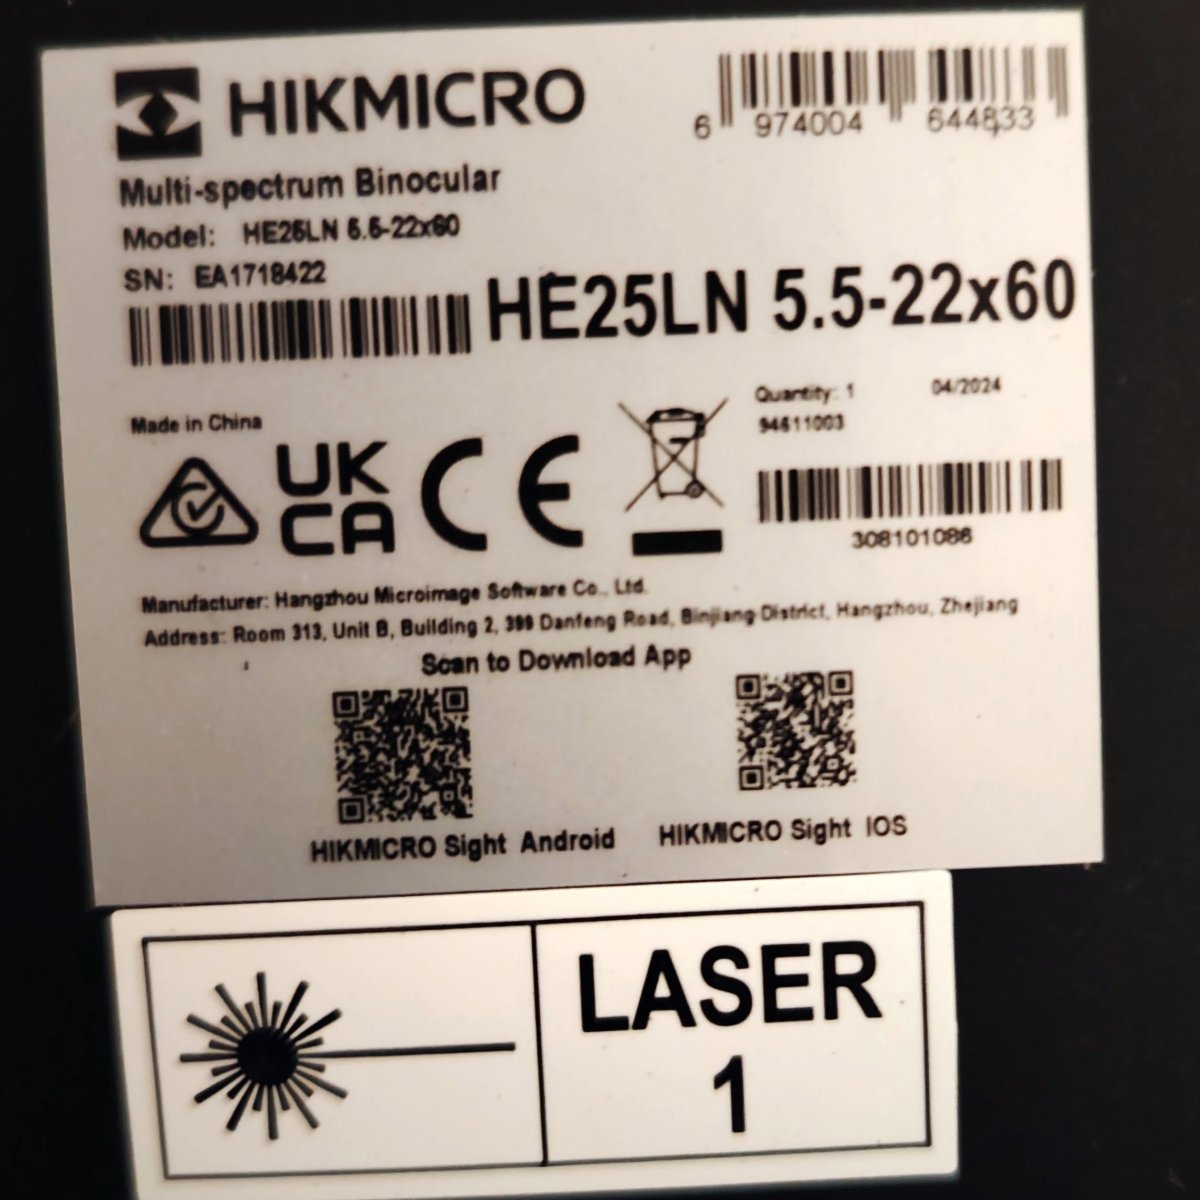 HIKMICRO
6 974004 644833
Multi-spectrum Binocular
Model: HE25LN 5.5-22x60
SN: EA1718422
HE25LN 5.5-22x60
Quantity: 1 04/2024
94611003
Made in China
UK
CA
CE
308101086
Manufacturer: Hangzhou Microimage Software Co., Ltd.
Address: Room 313, Unit B, Building 2, 399 Danfeng Road, Binjiang District, Hangzhou, Zhejiang
Scan to Download App
HIKMICRO Sight Android
HIKMICRO Sight IOS
LASER
1